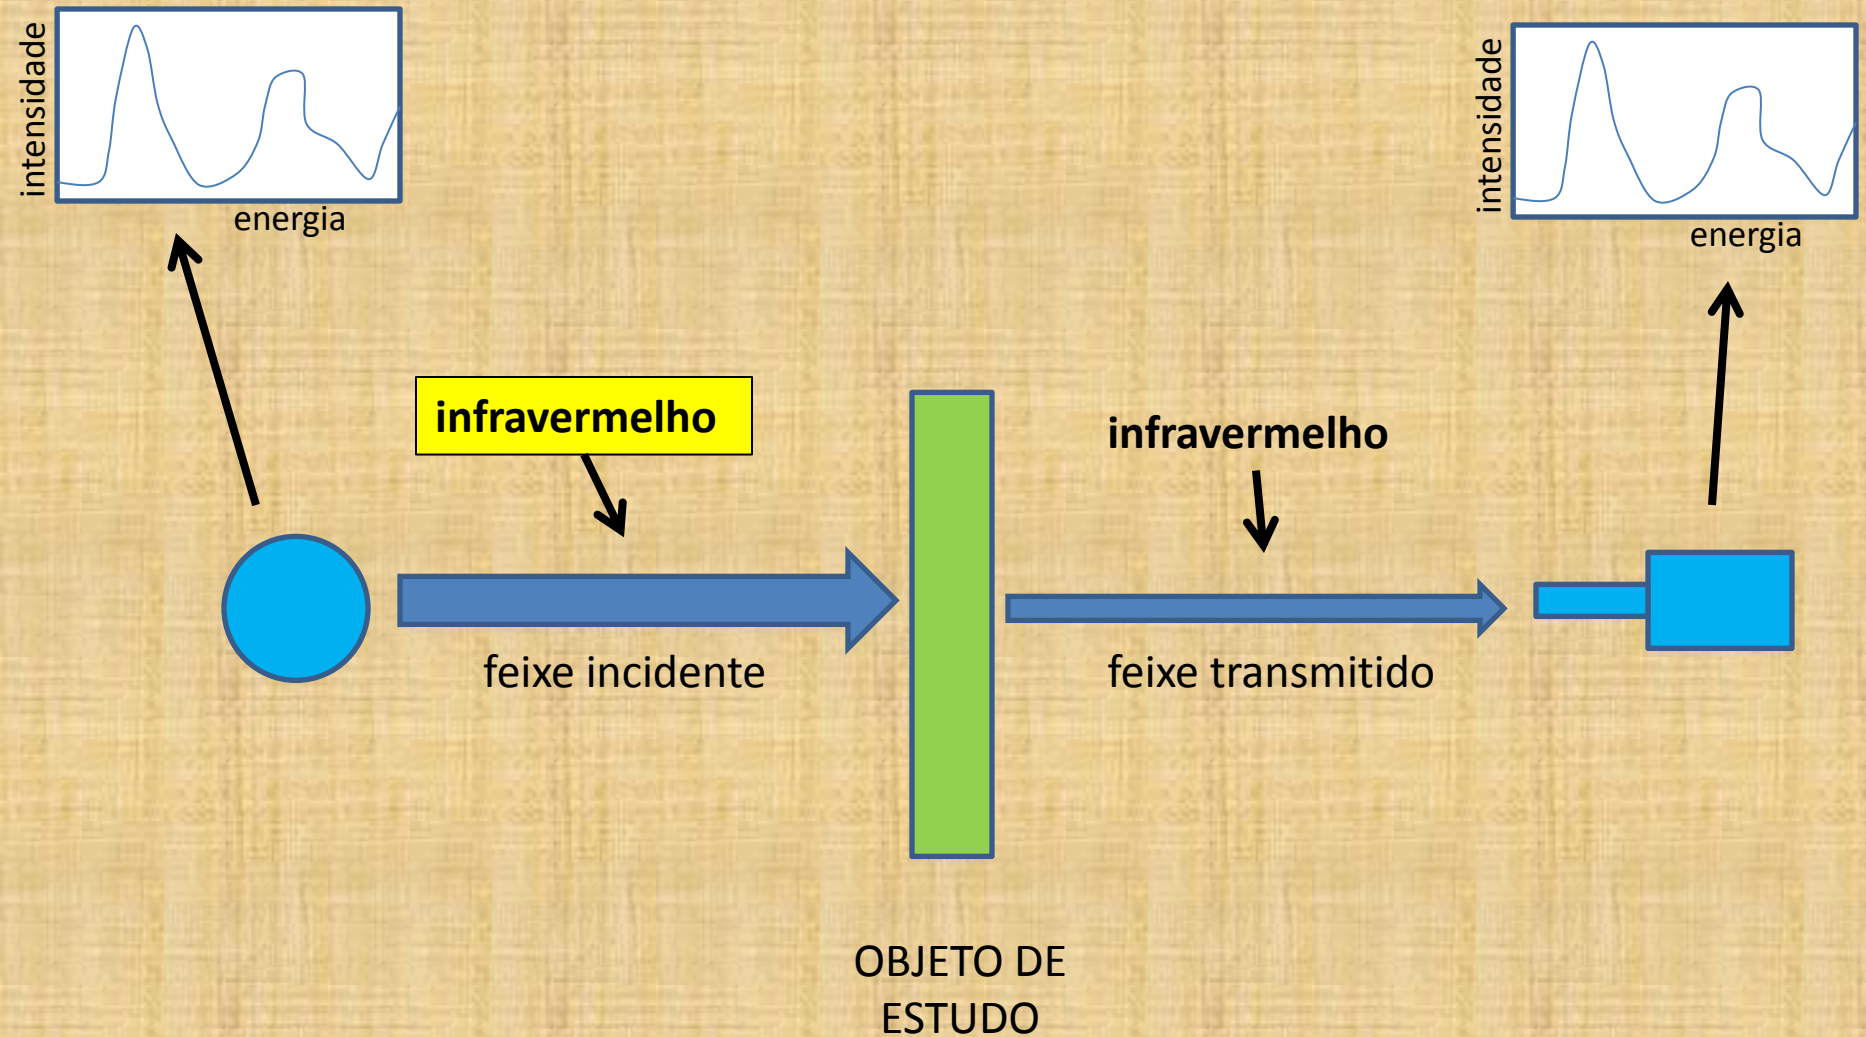 intensidade
energia
intensidade
energia
infravermelho
infravermelho
feixe incidente
feixe transmitido
OBJETO DE
ESTUDO